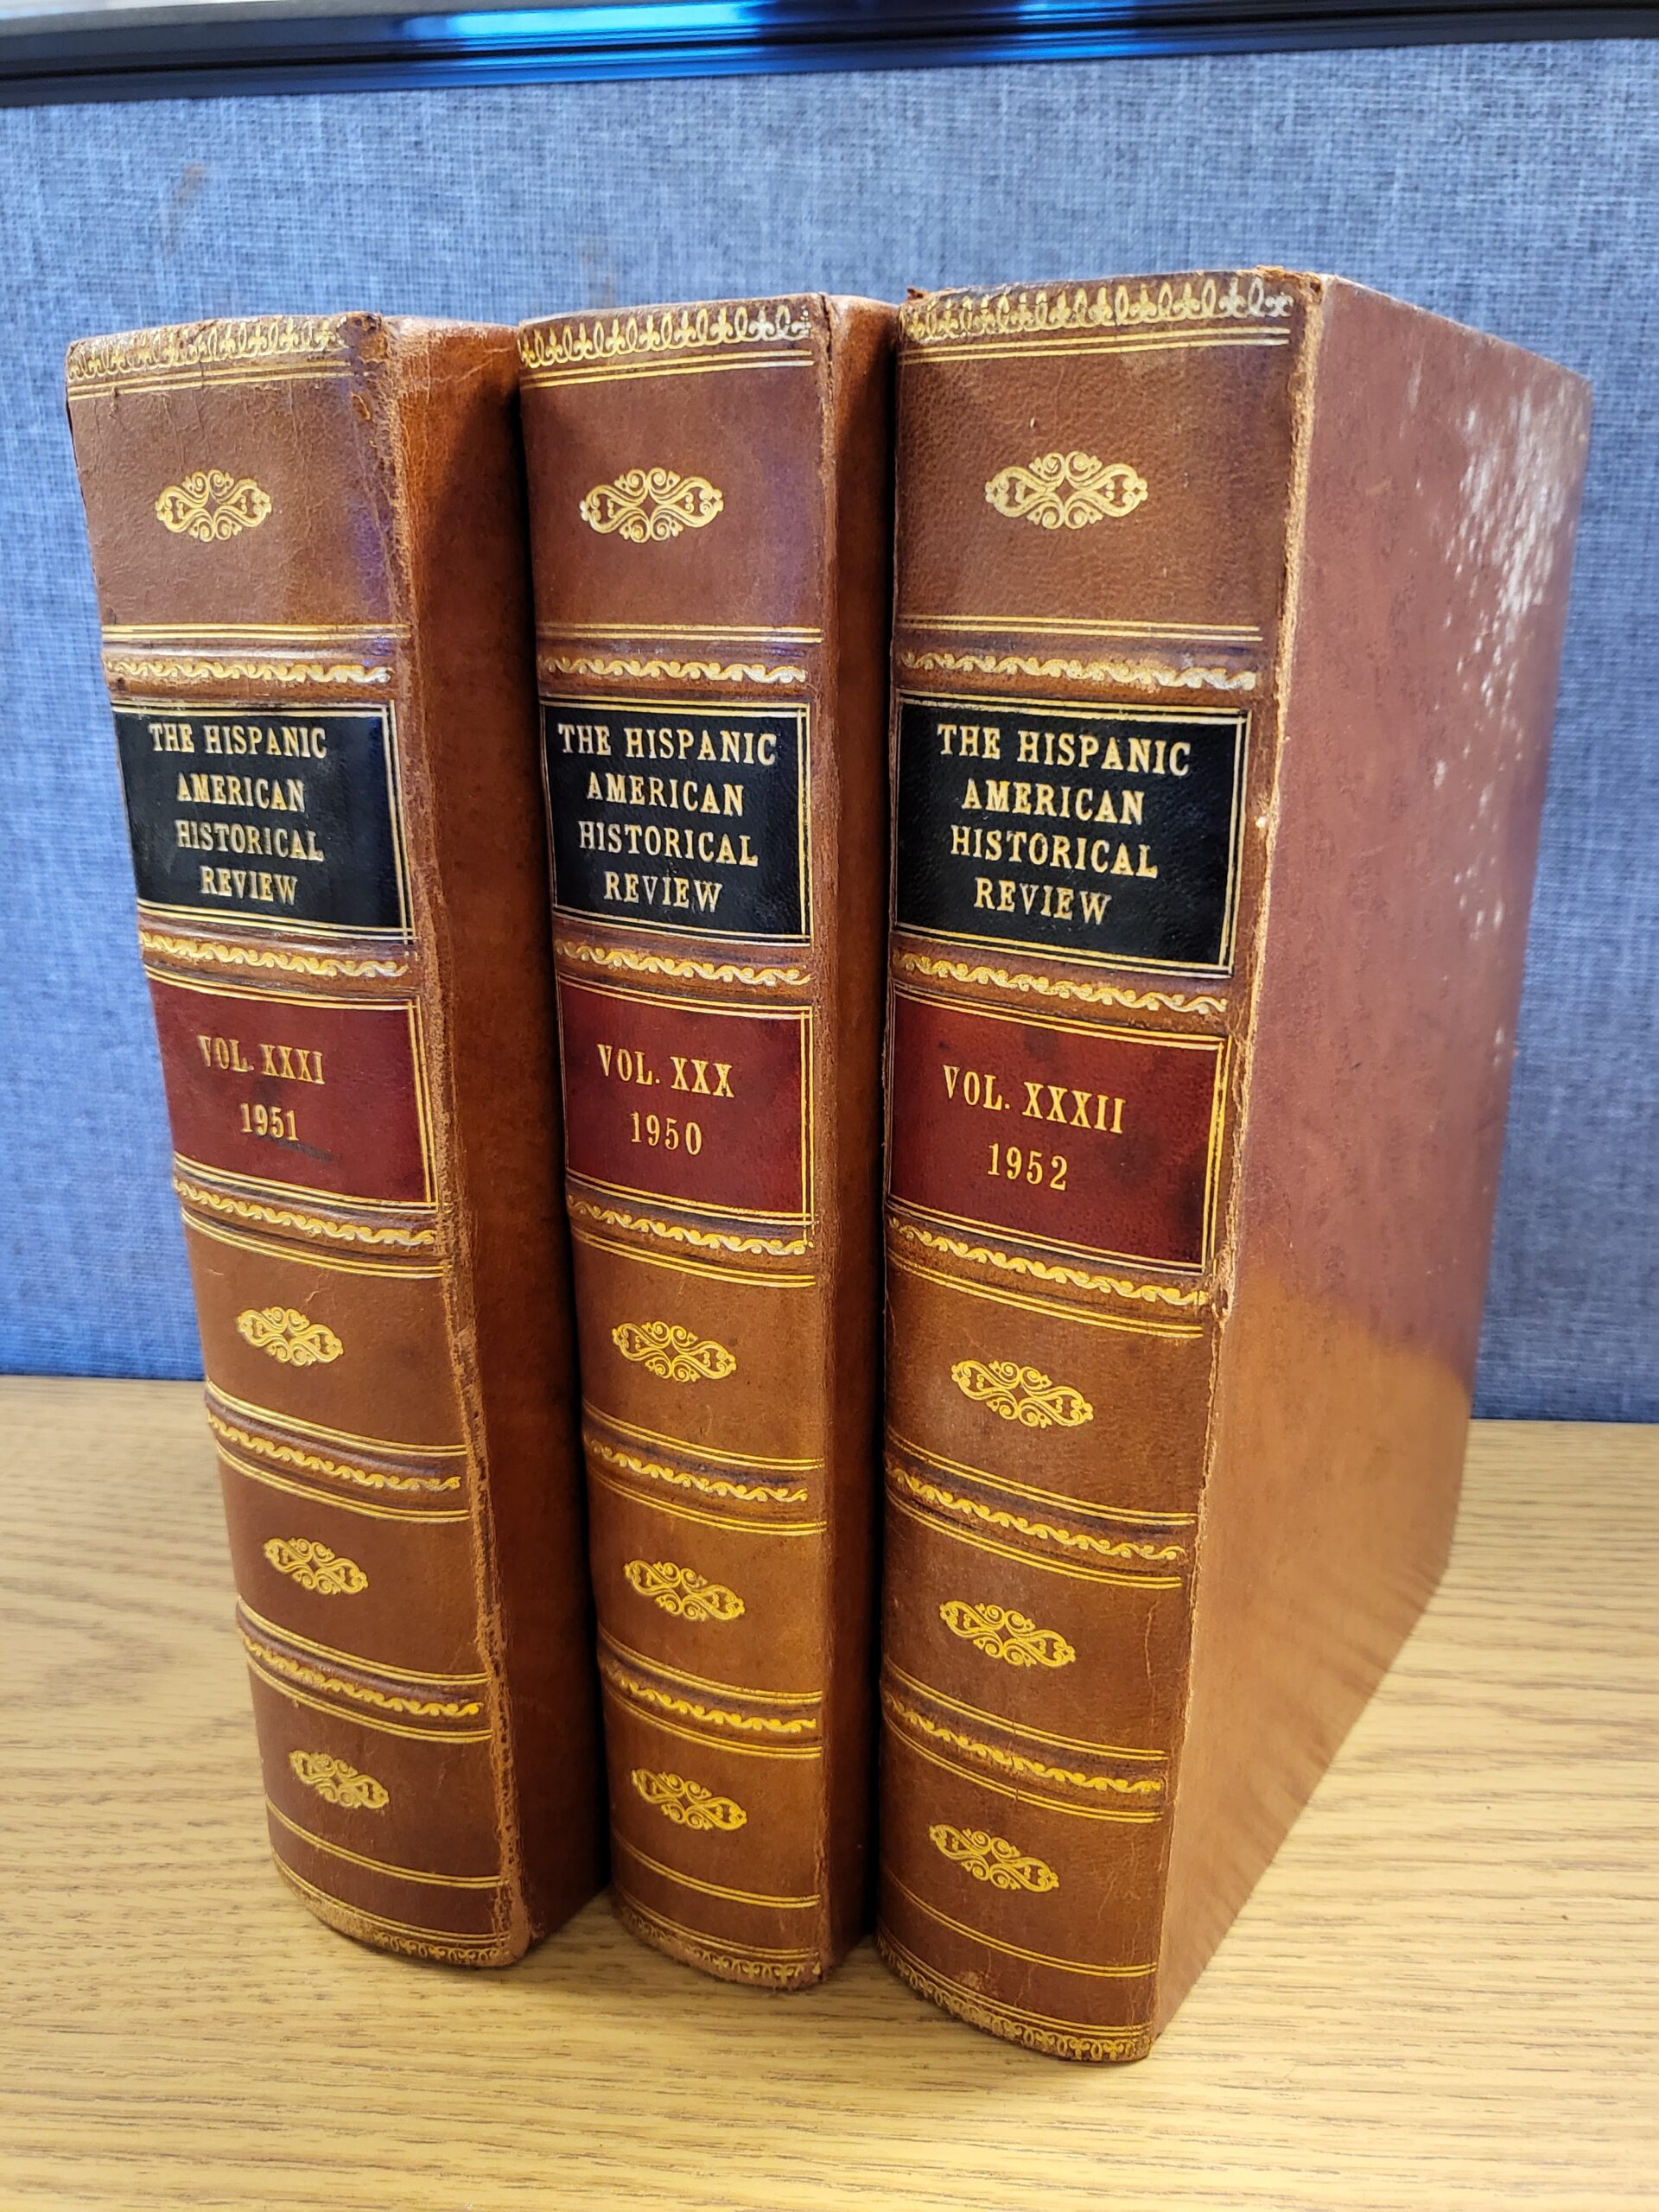 THE HISPANIC
AMERICAN
HISTORICAL
REVIEW
VOL. XXXI
1951
THE HISPANIC
AMERICAN
HISTORICAL
REVIEW
VOL. XXX
1950
THE HISPANIC
AMERICAN
HISTORICAL
REVIEW
VOL. XXXII
1952